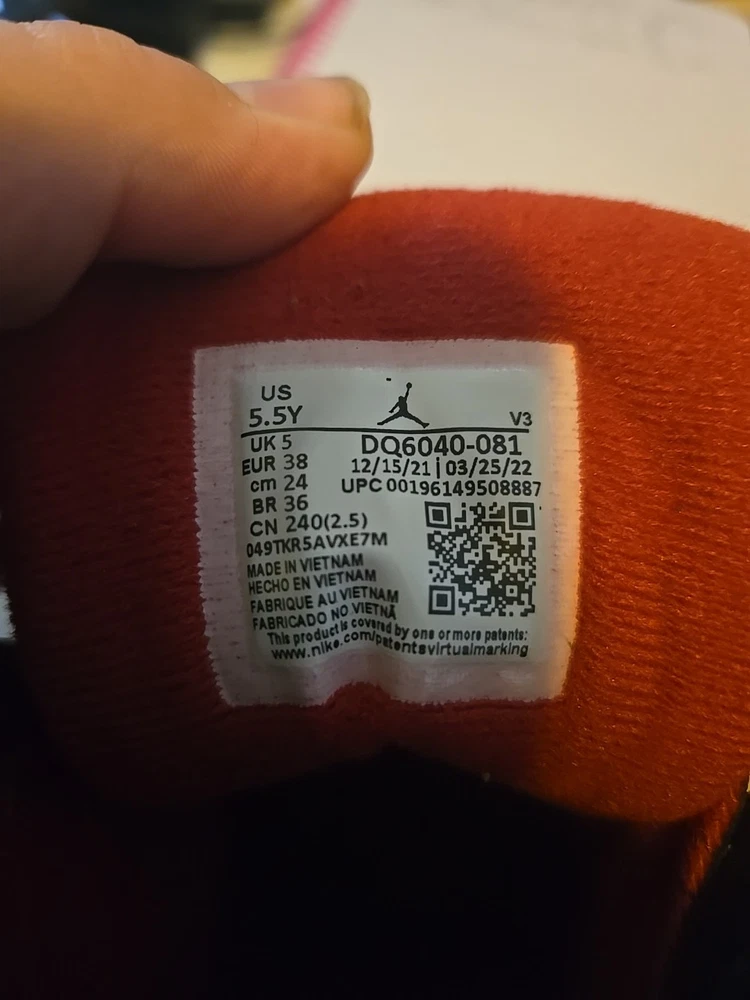 US
5.5Y
V3
UK 5
EUR 38
cm 24
BR 36
CN 240(2.5)
DQ6040-081
12/15/21 | 03/25/22
UPC 00196149508887
049TKR5AVXE7M
MADE IN VIETNAM
HECHO EN VIETNAM
FABRIQUE AU VIETNAM
FABRICADO NO VIETNÃ
This product is covered by one or more patents:
www.nike.com/patentsvirtualmarking